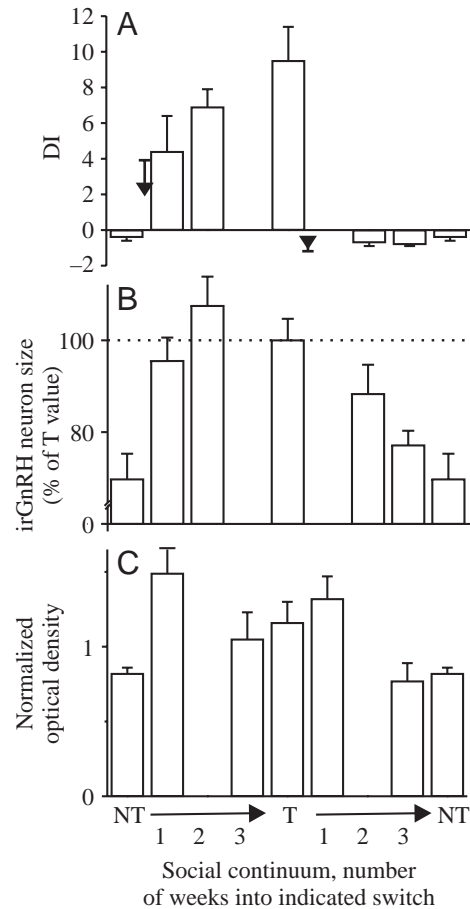 A
12
10
8
6
4
2
0
−2
DI
B
100
80
0
irGnRH neuron size
(% of T value)
C
1
0
Normalized
optical density
NT T NT
1 2 3 1 2 3
Social continuum, number
of weeks into indicated switch